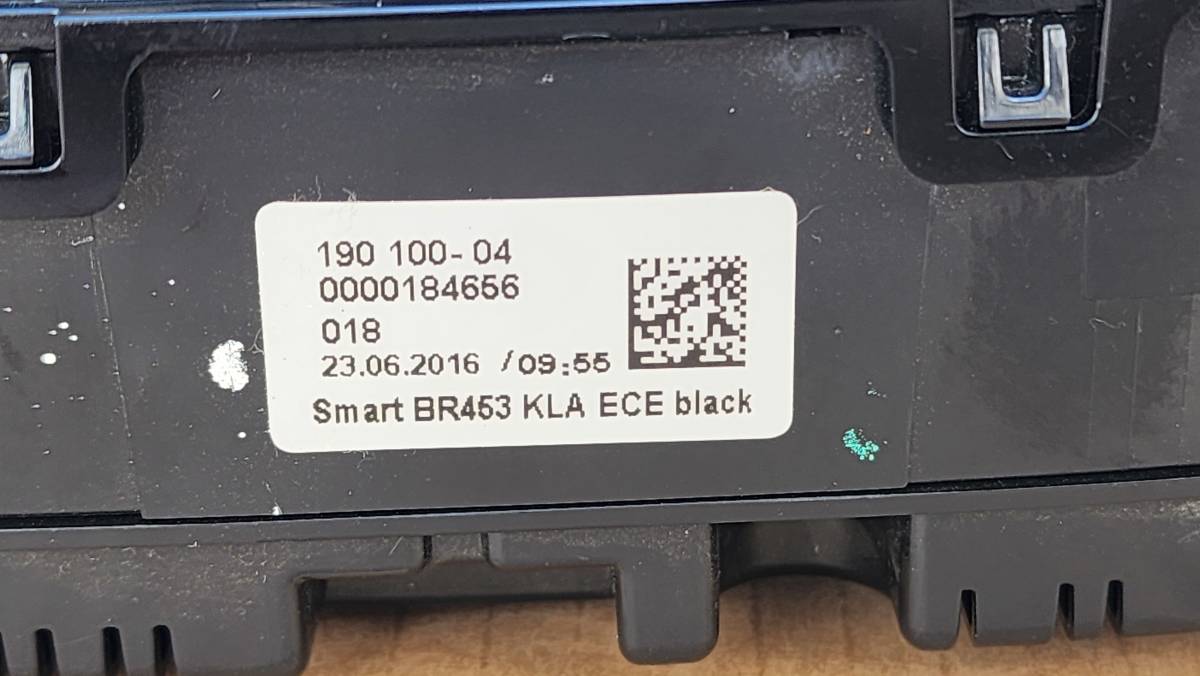 190 100-04
0000184656
018
23.06.2016 /09:55
Smart BR453 KLA ECE black